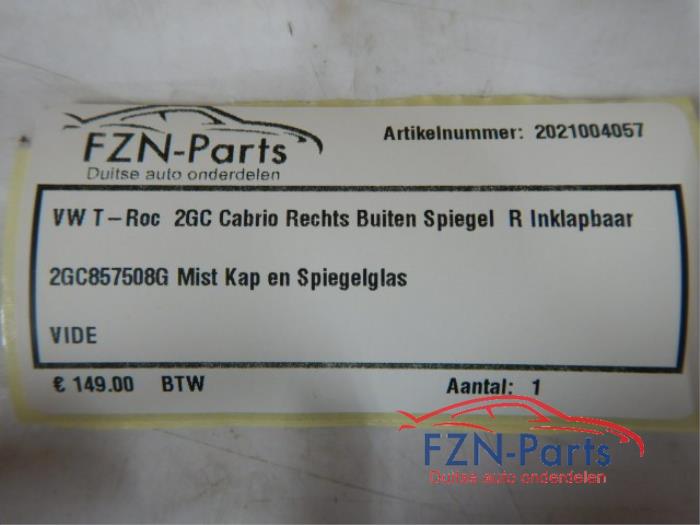 FZN-Parts
Duitse auto onderdelen
Artikelnummer: 2021004057
VW T-Roc 2GC Cabrio Rechts Buiten Spiegel R Inklapbaar
2GC857508G Mist Kap en Spiegelglas
VIDE
€ 149.00 BTW
Aantal: 1
FZN-Parts
Duitse auto onderdelen